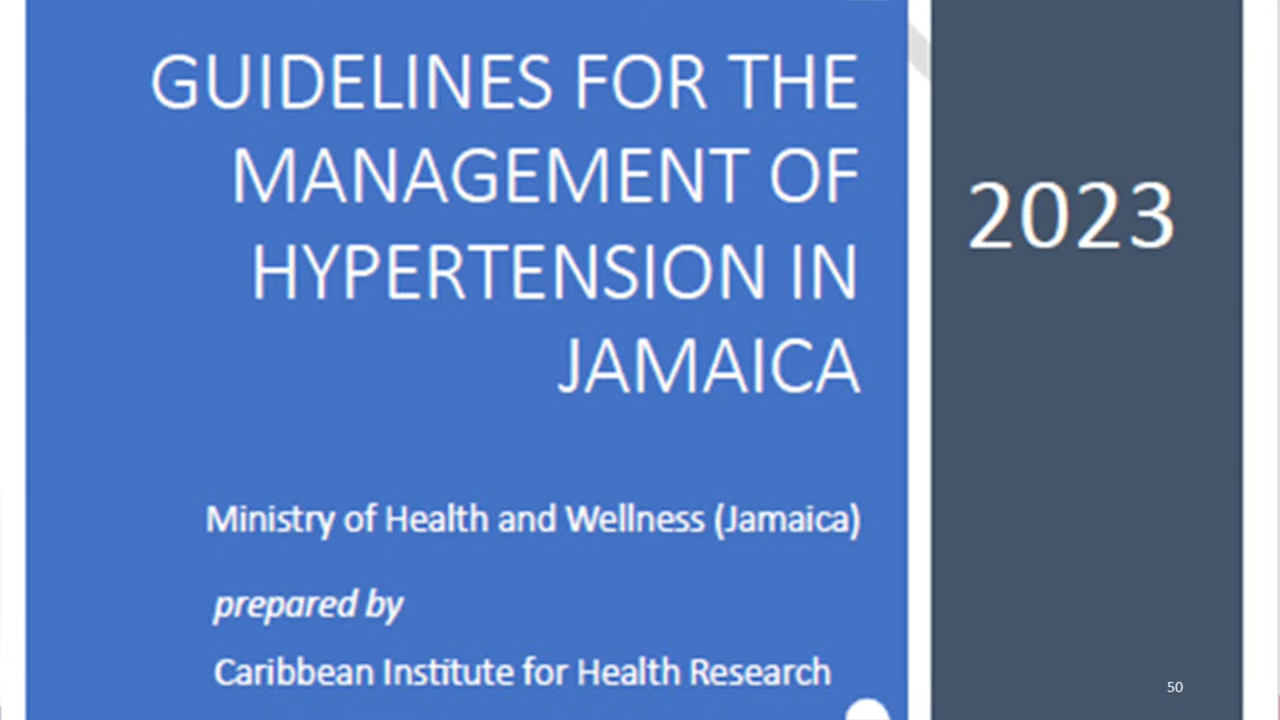 GUIDELINES FOR THE
MANAGEMENT OF
HYPERTENSION IN
JAMAICA
2023
Ministry of Health and Wellness (Jamaica)
prepared by
Caribbean Institute for Health Research
50